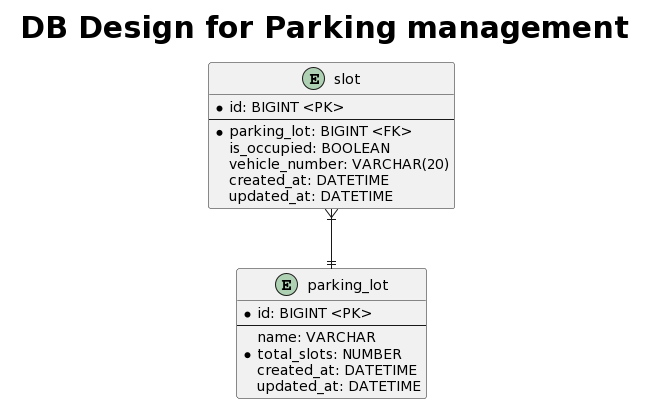 DB Design for Parking management
E slot
* id: BIGINT <PK>
* parking_lot: BIGINT <FK>
is_occupied: BOOLEAN
vehicle_number: VARCHAR(20)
created_at: DATETIME
updated_at: DATETIME
E parking_lot
* id: BIGINT <PK>
name: VARCHAR
* total_slots: NUMBER
created_at: DATETIME
updated_at: DATETIME